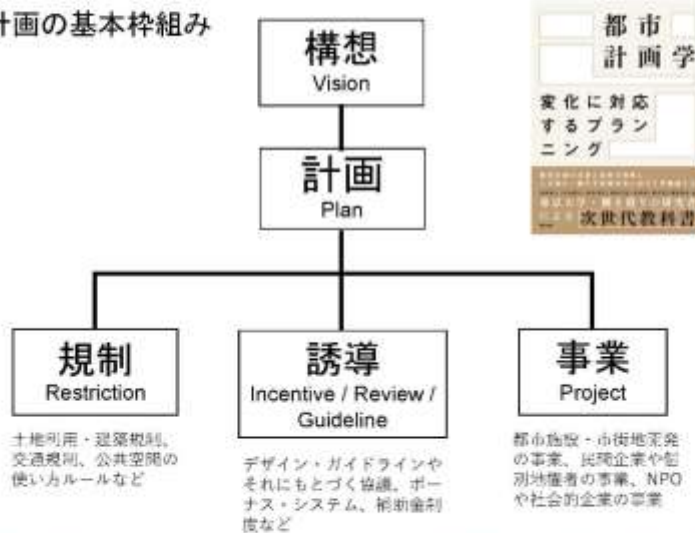 計画の基本枠組み
構想
Vision
計画
Plan
規制
Restriction
土地利用・建築規制、
交通規制、公共空間の
使い方ルールなど
誘導
Incentive / Review /
Guideline
デザイン・ガイドラインや
それにもとづく協議、ボー
ナス・システム、補助金制
度など
事業
Project
都市施設・市街地開発
の事業、民間企業や個
別地権者の事業、NPO
や社会的企業の事業
都市
計画学
変化に対応
するプラン
ニング
次世代教科書